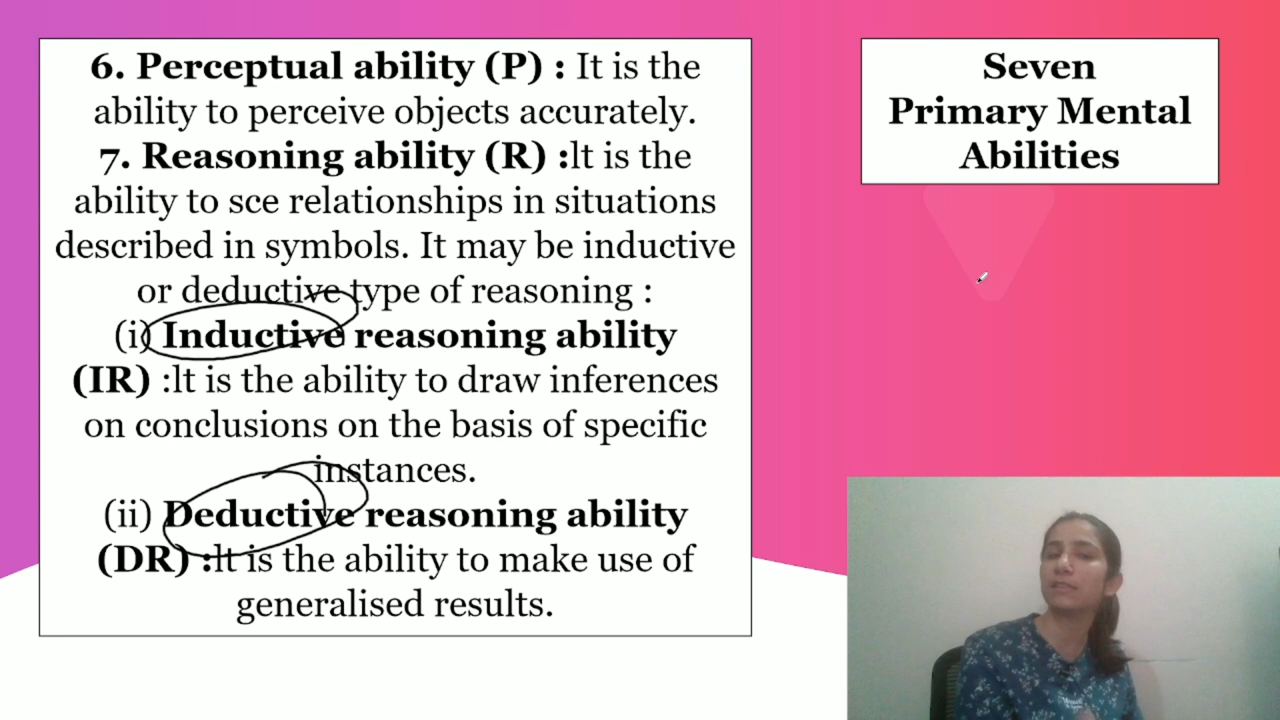 6. Perceptual ability (P) : It is the
ability to perceive objects accurately.
7. Reasoning ability (R) :lt is the
ability to sce relationships in situations
described in symbols. It may be inductive
or deductive type of reasoning :
(i) Inductive reasoning ability
(IR) :lt is the ability to draw inferences
on conclusions on the basis of specific
instances.
(ii) Deductive reasoning ability
(DR) :lt is the ability to make use of
generalised results.
Seven
Primary Mental
Abilities